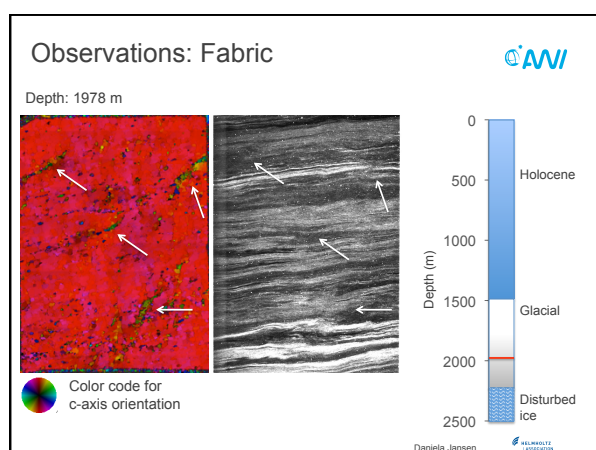 Observations: Fabric
AWI
Depth: 1978 m
Color code for
c-axis orientation
0
500
1000
1500
2000
2500
Depth (m)
Holocene
Glacial
Disturbed
ice
Daniela Jansen
HELMHOLTZ
ASSOCIATION